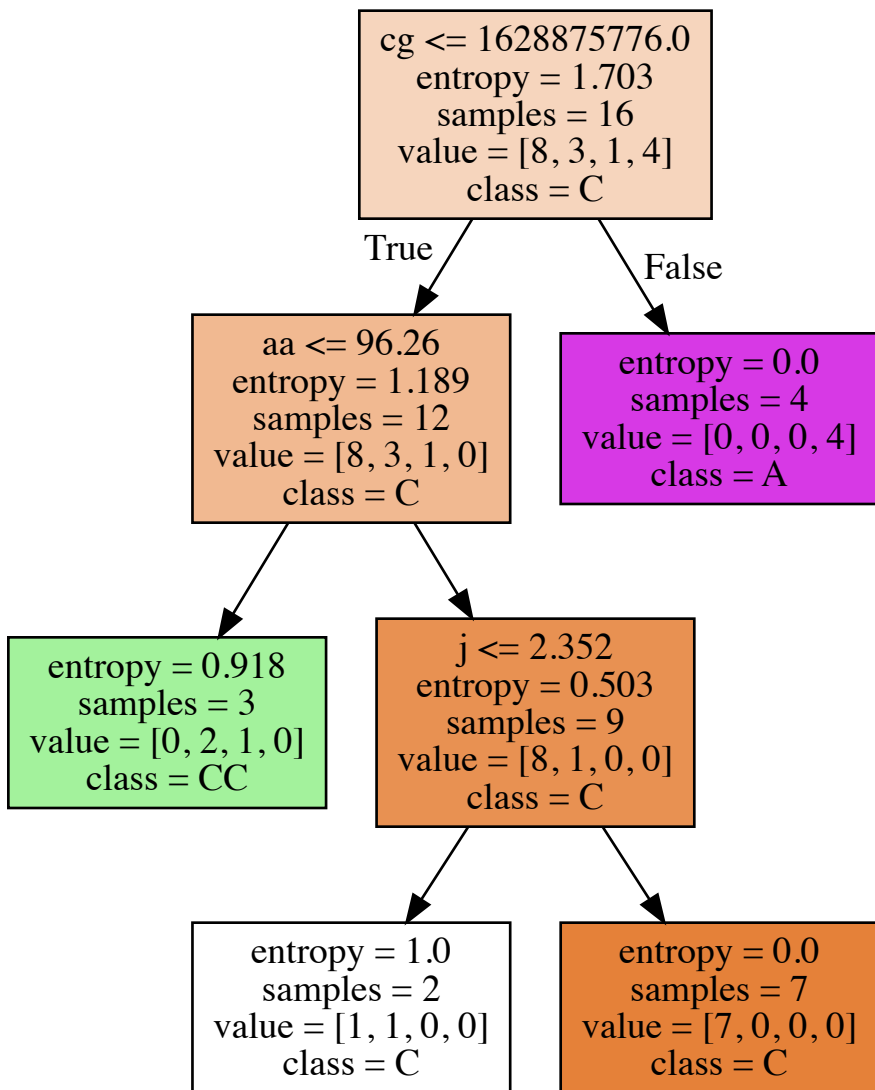 cg <= 1628875776.0
entropy = 1.703
samples = 16
value = [8, 3, 1, 4]
class = C
True
False
aa <= 96.26
entropy = 1.189
samples = 12
value = [8, 3, 1, 0]
class = C
entropy = 0.0
samples = 4
value = [0, 0, 0, 4]
class = A
entropy = 0.918
samples = 3
value = [0, 2, 1, 0]
class = CC
j <= 2.352
entropy = 0.503
samples = 9
value = [8, 1, 0, 0]
class = C
entropy = 1.0
samples = 2
value = [1, 1, 0, 0]
class = C
entropy = 0.0
samples = 7
value = [7, 0, 0, 0]
class = C